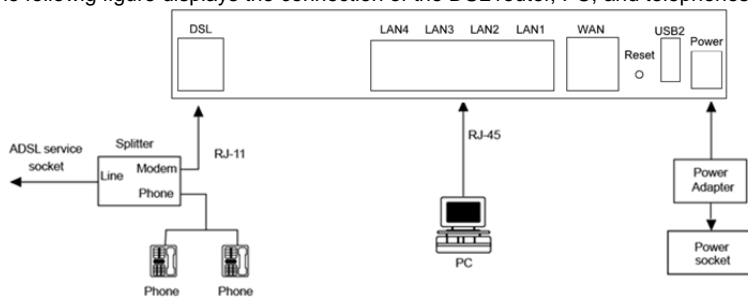 following figure displays the connection of the DSL router, PC, and telephones
DSL
LAN4 LAN3 LAN2 LAN1
WAN
Reset
USB2
Power
ADSL service
socket
Splitter
Line
Modem
Phone
RJ-11
RJ-45
Power
Adapter
Power
socket
PC
Phone Phone